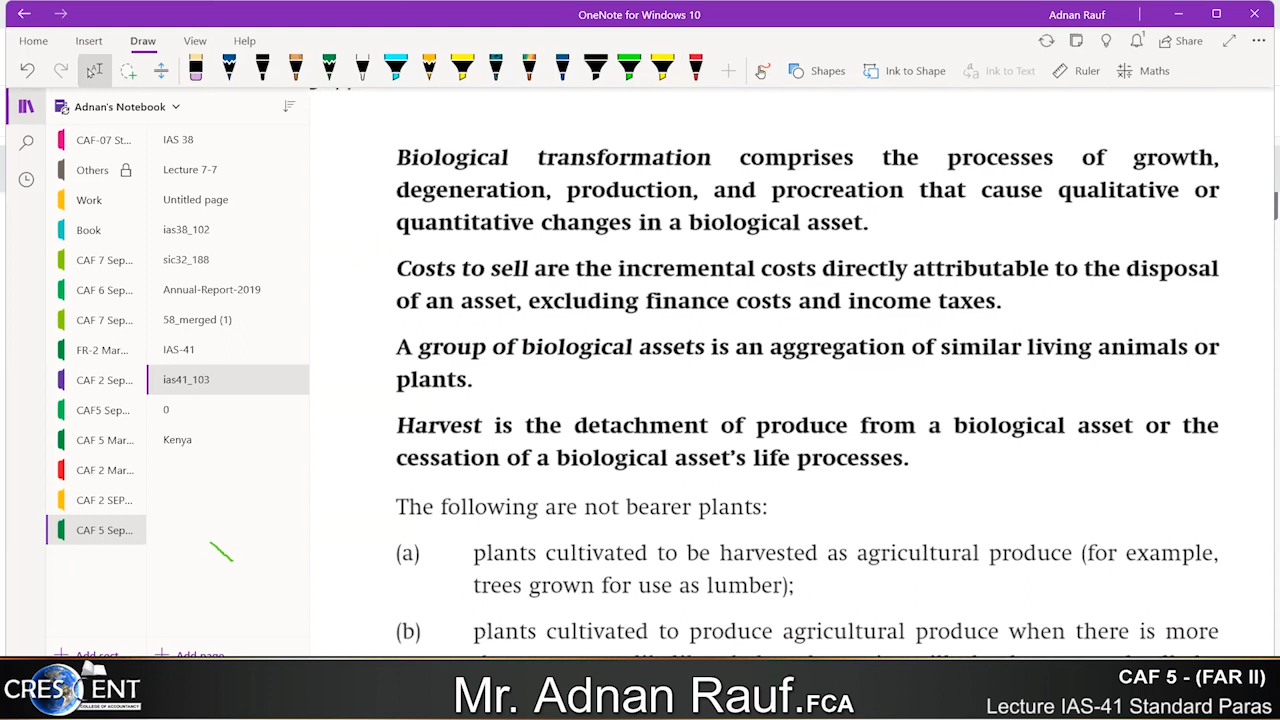 OneNote for Windows 10
Adnan Rauf
Home Insert Draw View Help
Share
Shapes Ink to Shape Ink to Text Ruler Maths
Adnan's Notebook
CAF-07 St...
Others
Work
Book
CAF 7 Sep...
CAF 6 Sep...
CAF 7 Sep...
FR-2 Mar...
CAF 2 Sep...
CAF5 Sep...
CAF 5 Mar...
CAF 2 Mar...
CAF 2 SEP...
CAF 5 Sep...
IAS 38
Lecture 7-7
Untitled page
ias38_102
sic32_188
Annual-Report-2019
58_merged (1)
IAS-41
ias41_103
0
Kenya
Biological transformation comprises the processes of growth,
degeneration, production, and procreation that cause qualitative or
quantitative changes in a biological asset.
Costs to sell are the incremental costs directly attributable to the disposal
of an asset, excluding finance costs and income taxes.
A group of biological assets is an aggregation of similar living animals or
plants.
Harvest is the detachment of produce from a biological asset or the
cessation of a biological asset's life processes.
The following are not bearer plants:
(a) plants cultivated to be harvested as agricultural produce (for example,
trees grown for use as lumber);
(b) plants cultivated to produce agricultural produce when there is more
CRESCENT
COLLEGE OF ACCOUNTANCY
Mr. Adnan Rauf.FCA
CAF 5 - (FAR II)
Lecture IAS-41 Standard Paras